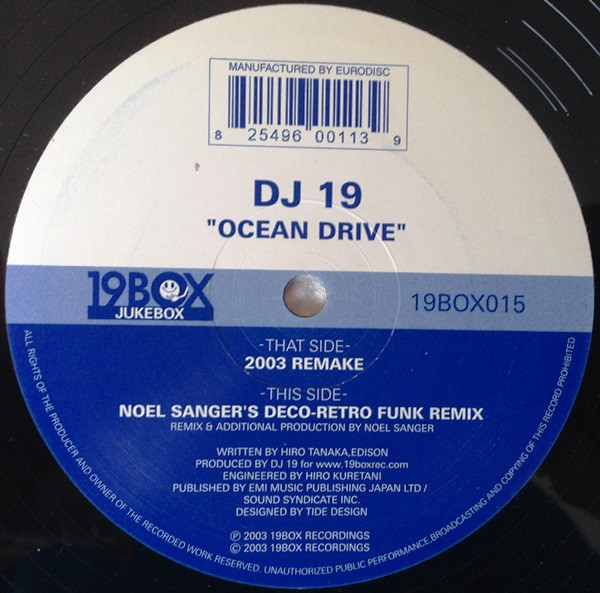 MANUFACTURED BY EURODISC
8 25496 00113 9
DJ 19
"OCEAN DRIVE"
19BOX
JUKEBOX
19BOX015
-THAT SIDE-
2003 REMAKE
-THIS SIDE-
NOEL SANGER'S DECO-RETRO FUNK REMIX
REMIX & ADDITIONAL PRODUCTION BY NOEL SANGER
WRITTEN BY HIRO TANAKA,EDISON
PRODUCED BY DJ 19 for www.19boxrec.com
ENGINEERED BY HIRO KURETANI
PUBLISHED BY EMI MUSIC PUBLISHING JAPAN LTD /
SOUND SYNDICATE INC.
DESIGNED BY TIDE DESIGN
℗ 2003 19BOX RECORDINGS
© 2003 19BOX RECORDINGS
ALL RIGHTS OF THE PRODUCER AND OWNER OF THE RECORDED WORK RESERVED. UNAUTHORIZED PUBLIC PERFORMANCE,BROADCASTING AND COPYING OF THIS RECORD PROHIBITED